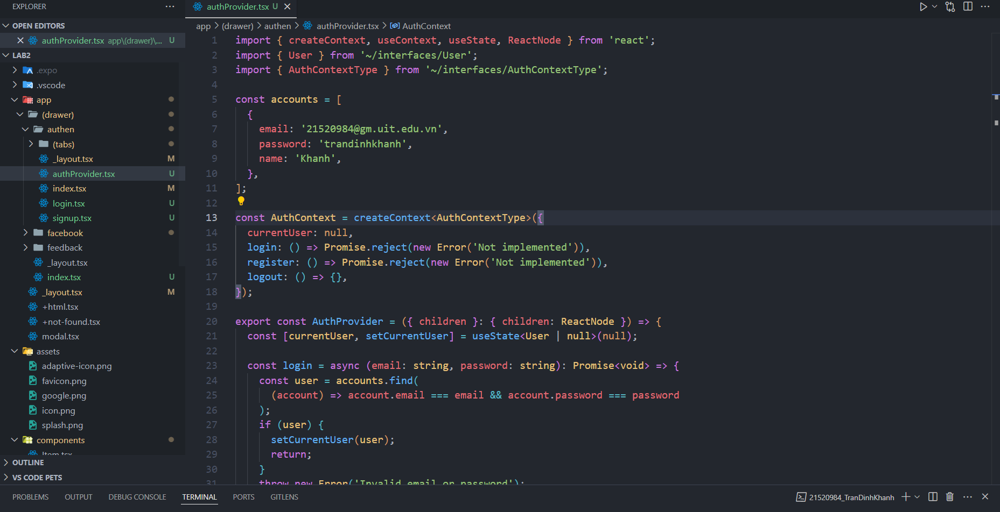 EXPLORER
authProvider.tsx U
OPEN EDITORS
authProvider.tsx app\(drawer)\... U
LAB2
.expo
.vscode
app
(drawer)
authen
(tabs)
_layout.tsx M
authProvider.tsx U
index.tsx M
login.tsx U
signup.tsx U
facebook
feedback
_layout.tsx
index.tsx U
_layout.tsx M
+html.tsx
+not-found.tsx
modal.tsx
assets
adaptive-icon.png
favicon.png
google.png
icon.png
splash.png
components
Item.tsx
OUTLINE
VS CODE PETS
app > (drawer) > authen > authProvider.tsx > AuthContext
1 import { createContext, useContext, useState, ReactNode } from 'react';
2 import { User } from '~/interfaces/User';
3 import { AuthContextType } from '~/interfaces/AuthContextType';
4
5 const accounts = [
6 {
7 email: '21520984@gm.uit.edu.vn',
8 password: 'trandinhkhanh',
9 name: 'Khanh',
10 },
11 ];
12
13 const AuthContext = createContext<AuthContextType>({
14 currentUser: null,
15 login: () => Promise.reject(new Error('Not implemented')),
16 register: () => Promise.reject(new Error('Not implemented')),
17 logout: () => {},
18 });
19
20 export const AuthProvider = ({ children }: { children: ReactNode }) => {
21 const [currentUser, setCurrentUser] = useState<User | null>(null);
22
23 const login = async (email: string, password: string): Promise<void> => {
24 const user = accounts.find(
25 (account) => account.email === email && account.password === password
26 );
27 if (user) {
28 setCurrentUser(user);
29 return;
30 }
31 throw new Error('Invalid email or password');
PROBLEMS OUTPUT DEBUG CONSOLE TERMINAL PORTS GITLENS
21520984_TranDinhKhanh